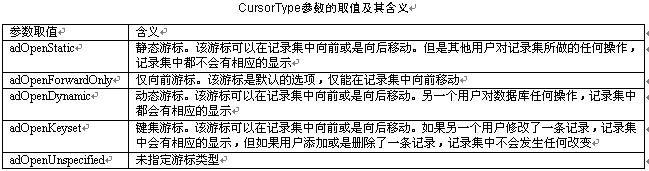 CursorType参数的取值及其含义
参数取值 含义
adOpenStatic 静态游标。该游标可以在记录集中向前或是向后移动。但是其他用户对记录集所做的任何操作，
记录集中都不会有相应的显示
adOpenForwardOnly 仅向前游标。该游标是默认的选项，仅能在记录集中向前移动
adOpenDynamic 动态游标。该游标可以在记录集中向前或是向后移动。另一个用户对数据库任何操作，记录集中
都会有相应的显示
adOpenKeyset 键集游标。该游标可以在记录集中向前或是向后移动。如果另一个用户修改了一条记录，记录集
中会有相应的显示,但如果用户添加或是删除了一条记录，记录集中不会发生任何改变
adOpenUnspecified 未指定游标类型